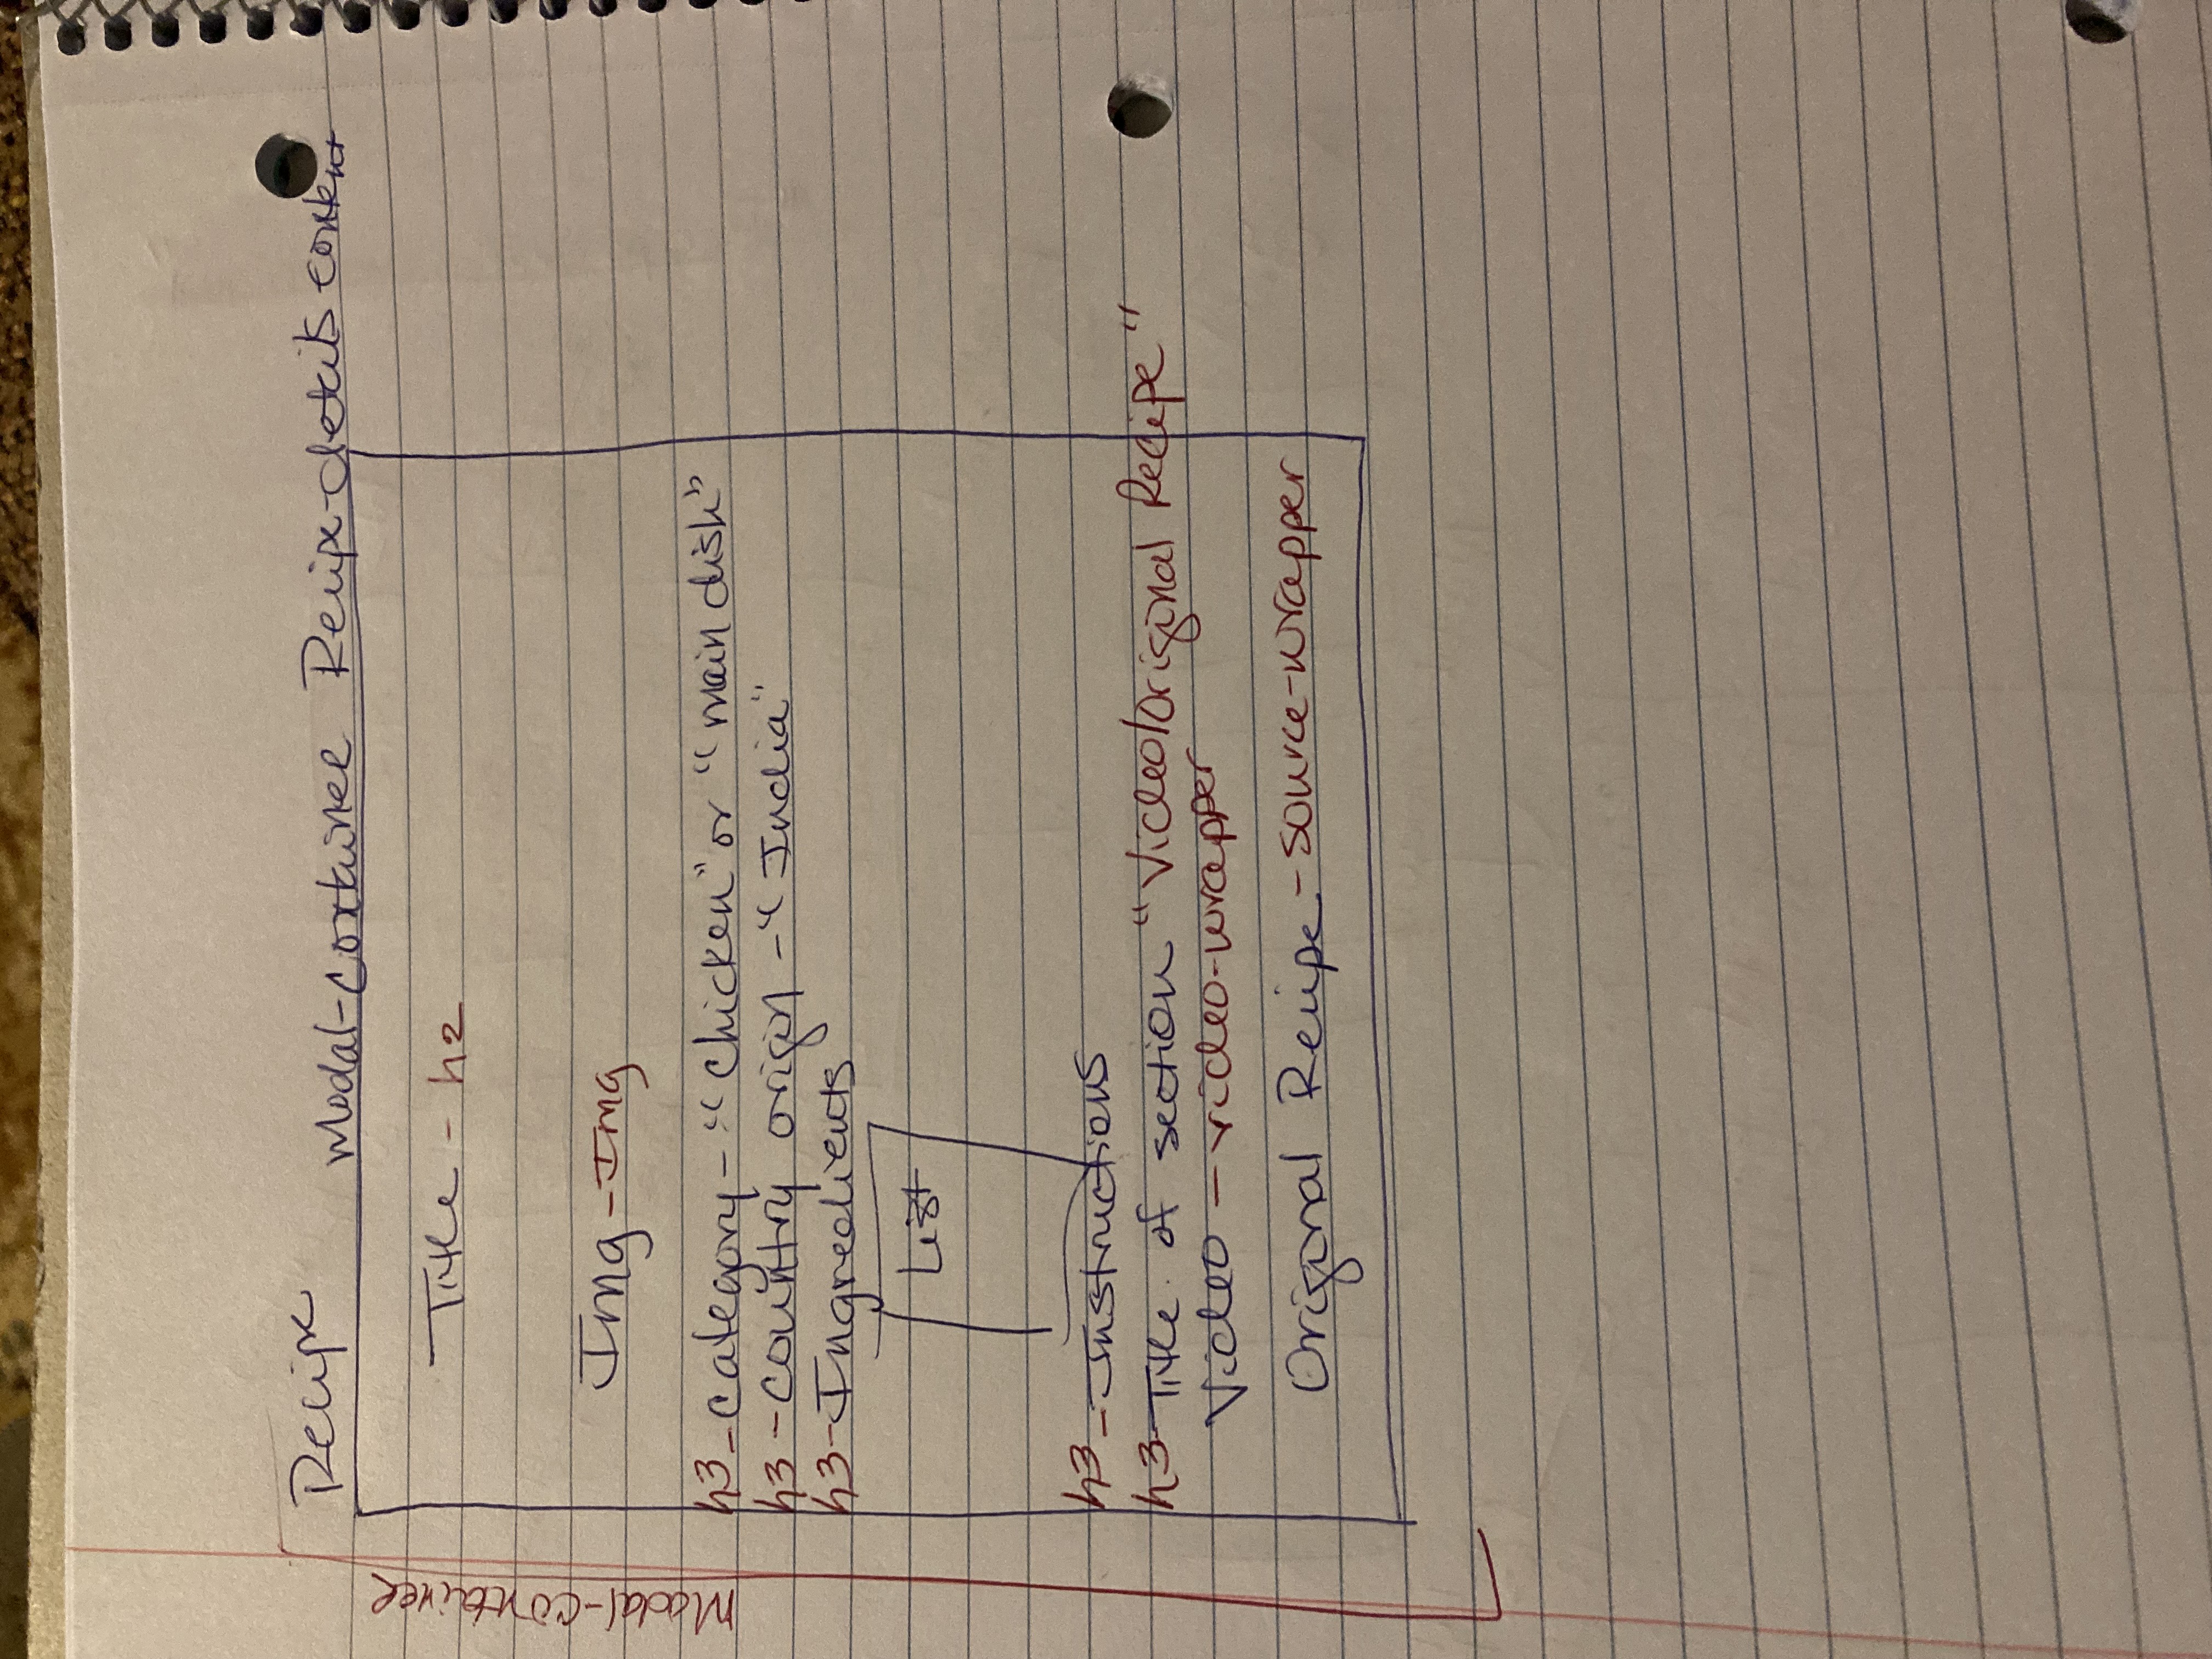 Recipe
Modal-container Recipe-details-content
Modal-container
Title - h2
Img - Img
h3 - category - "chicken" or "main dish"
h3 - country origin - "India"
h3 - Ingredients
List
h3 - Instructions
h3 - Title of section "Video/Original Recipe"
Video - video-wrapper
Original Recipe - source-wrapper